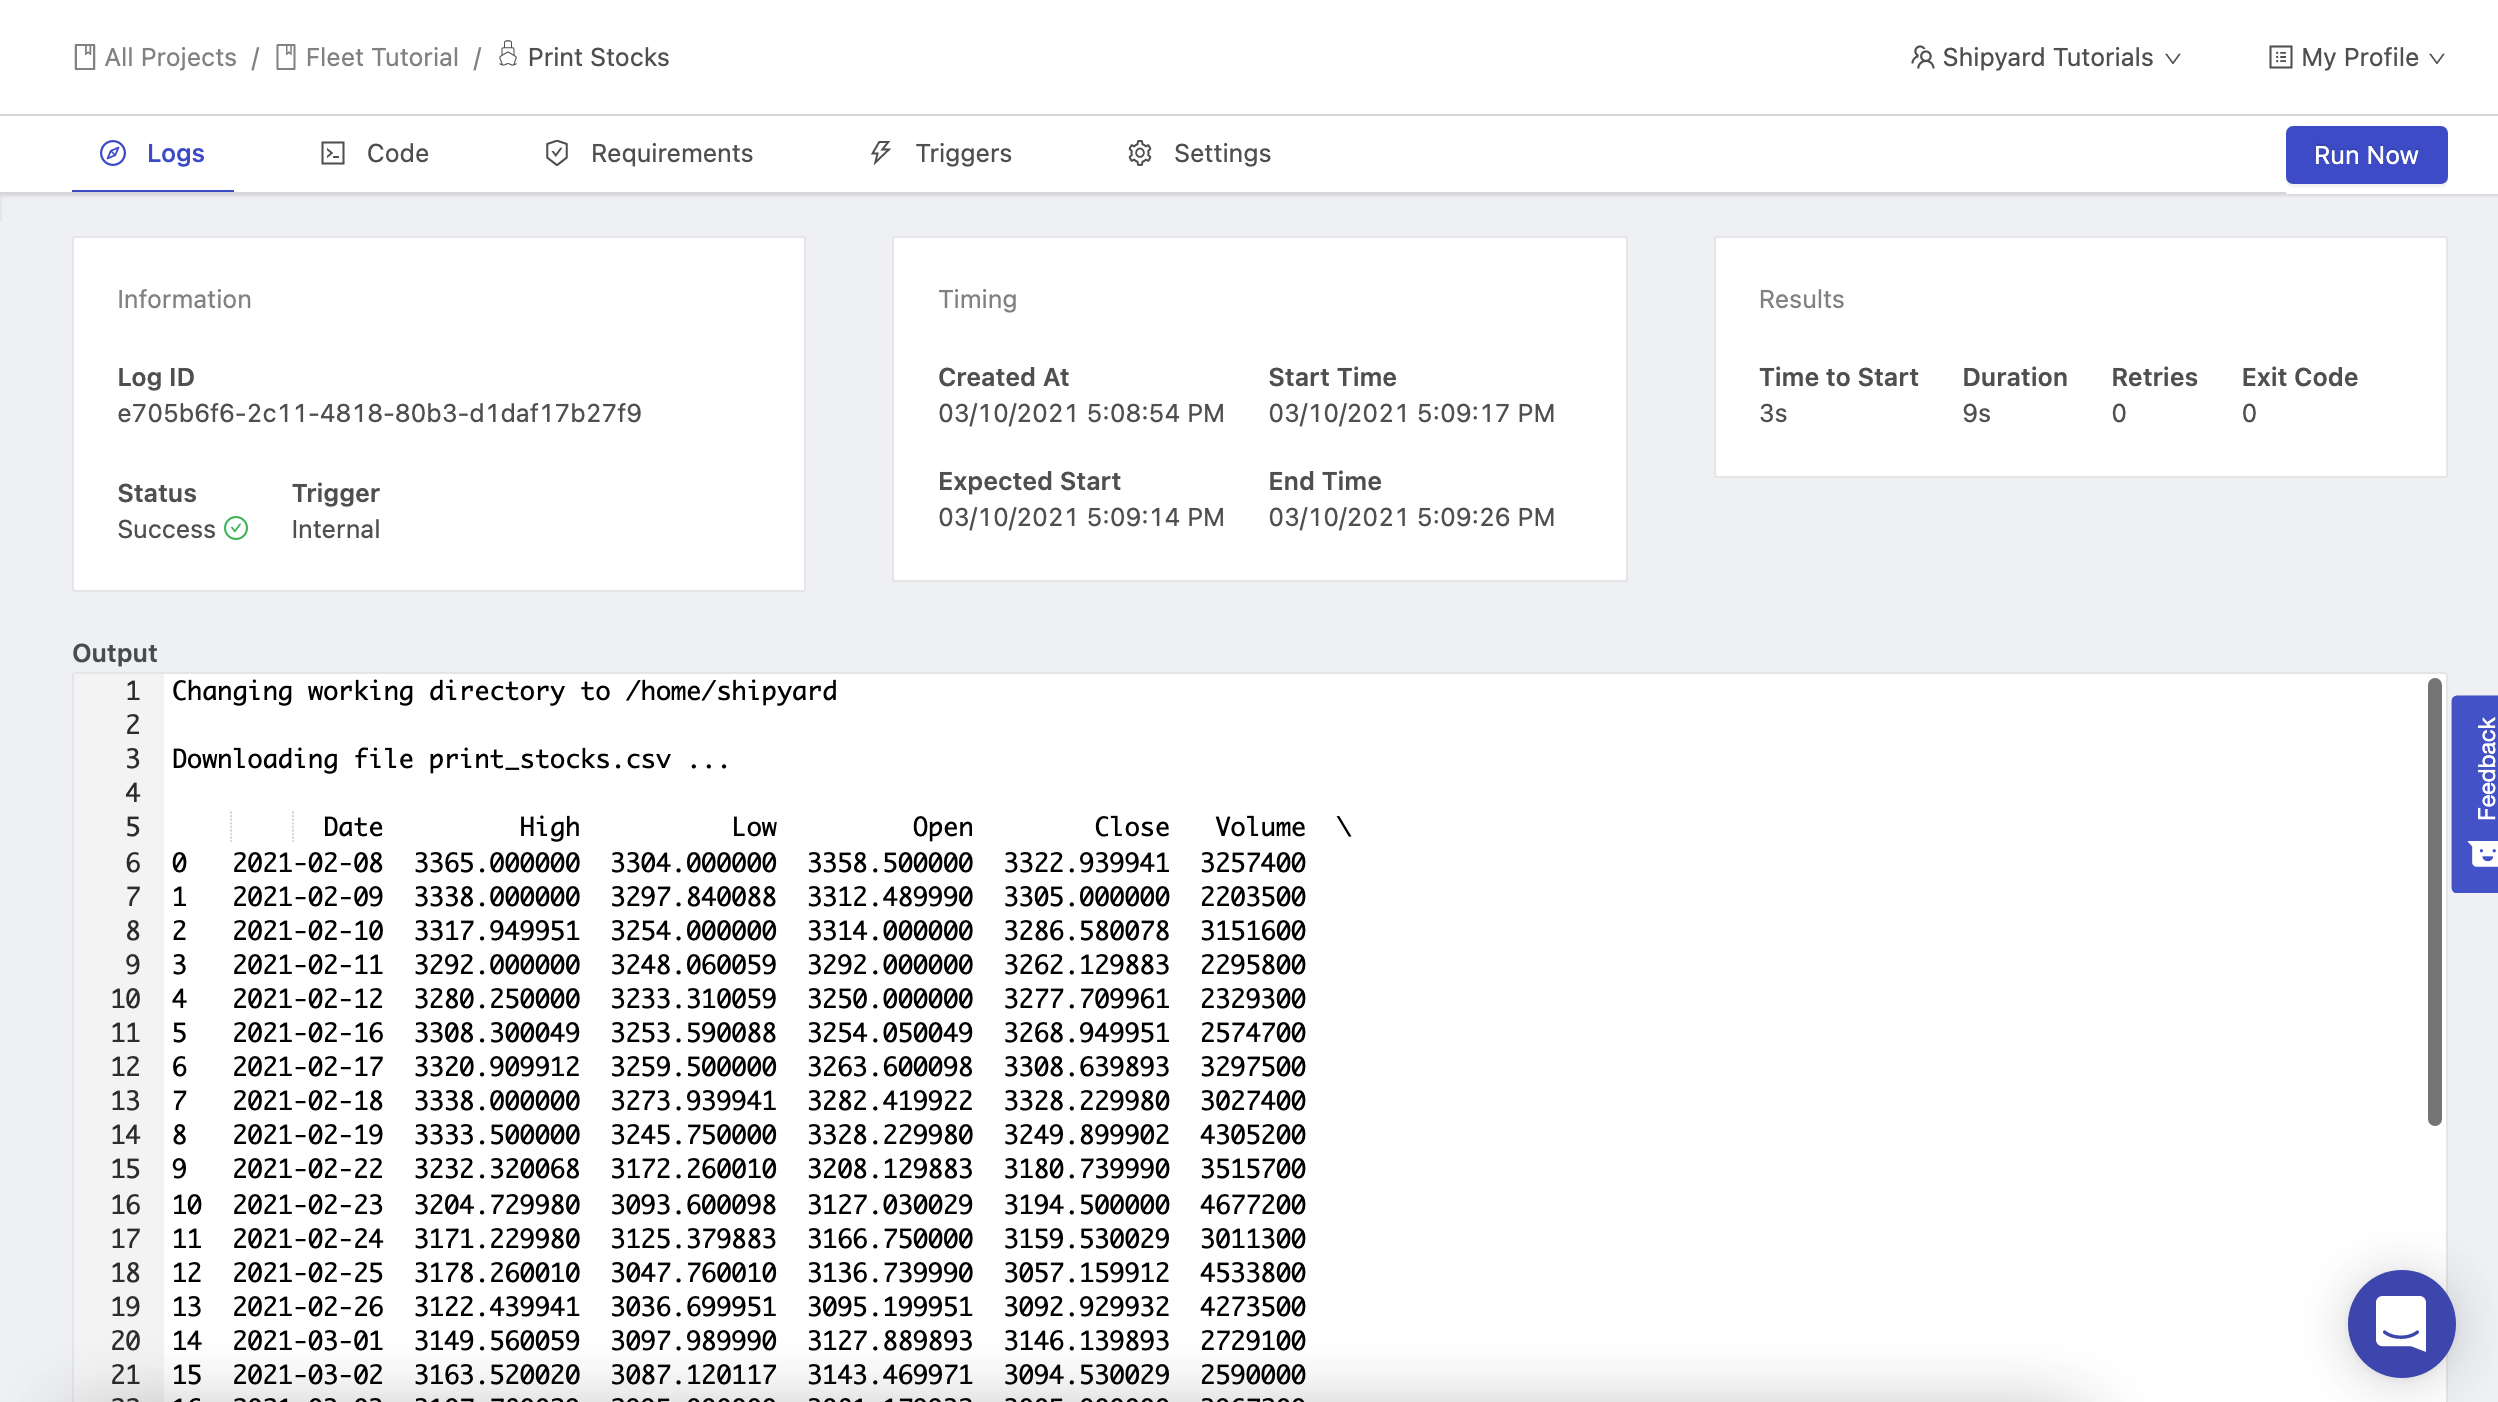 All Projects / Fleet Tutorial / Print Stocks
Shipyard Tutorials
My Profile
Logs
Code
Requirements
Triggers
Settings
Run Now
Information
Log ID
e705b6f6-2c11-4818-80b3-d1daf17b27f9
Status Trigger
Success Internal
Timing
Created At Start Time
03/10/2021 5:08:54 PM 03/10/2021 5:09:17 PM
Expected Start End Time
03/10/2021 5:09:14 PM 03/10/2021 5:09:26 PM
Results
Time to Start Duration Retries Exit Code
3s 9s 0 0
Output
1 Changing working directory to /home/shipyard
2
3 Downloading file print_stocks.csv ...
4
5 Date High Low Open Close Volume \
6 0 2021-02-08 3365.000000 3304.000000 3358.500000 3322.939941 3257400
7 1 2021-02-09 3338.000000 3297.840088 3312.489990 3305.000000 2203500
8 2 2021-02-10 3317.949951 3254.000000 3314.000000 3286.580078 3151600
9 3 2021-02-11 3292.000000 3248.060059 3292.000000 3262.129883 2295800
10 4 2021-02-12 3280.250000 3233.310059 3250.000000 3277.709961 2329300
11 5 2021-02-16 3308.300049 3253.590088 3254.050049 3268.949951 2574700
12 6 2021-02-17 3320.909912 3259.500000 3263.600098 3308.639893 3297500
13 7 2021-02-18 3338.000000 3273.939941 3282.419922 3328.229980 3027400
14 8 2021-02-19 3333.500000 3245.750000 3328.229980 3249.899902 4305200
15 9 2021-02-22 3232.320068 3172.260010 3208.129883 3180.739990 3515700
16 10 2021-02-23 3204.729980 3093.600098 3127.030029 3194.500000 4677200
17 11 2021-02-24 3171.229980 3125.379883 3166.750000 3159.530029 3011300
18 12 2021-02-25 3178.260010 3047.760010 3136.739990 3057.159912 4533800
19 13 2021-02-26 3122.439941 3036.699951 3095.199951 3092.929932 4273500
20 14 2021-03-01 3149.560059 3097.989990 3127.889893 3146.139893 2729100
21 15 2021-03-02 3163.520020 3087.120117 3143.469971 3094.530029 2590000
Feedback